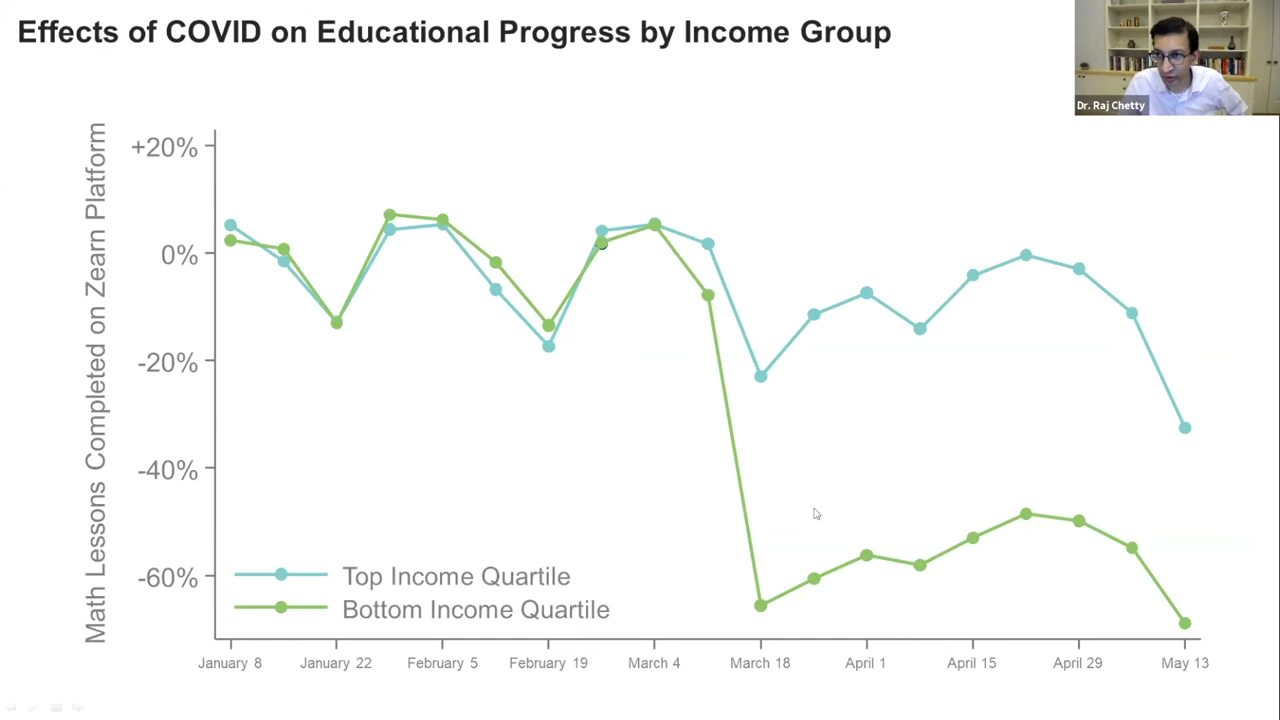 Effects of COVID on Educational Progress by Income Group
Dr. Raj Chetty
Math Lessons Completed on Zearn Platform
+20%
0%
-20%
-40%
-60%
Top Income Quartile
Bottom Income Quartile
January 8
January 22
February 5
February 19
March 4
March 18
April 1
April 15
April 29
May 13